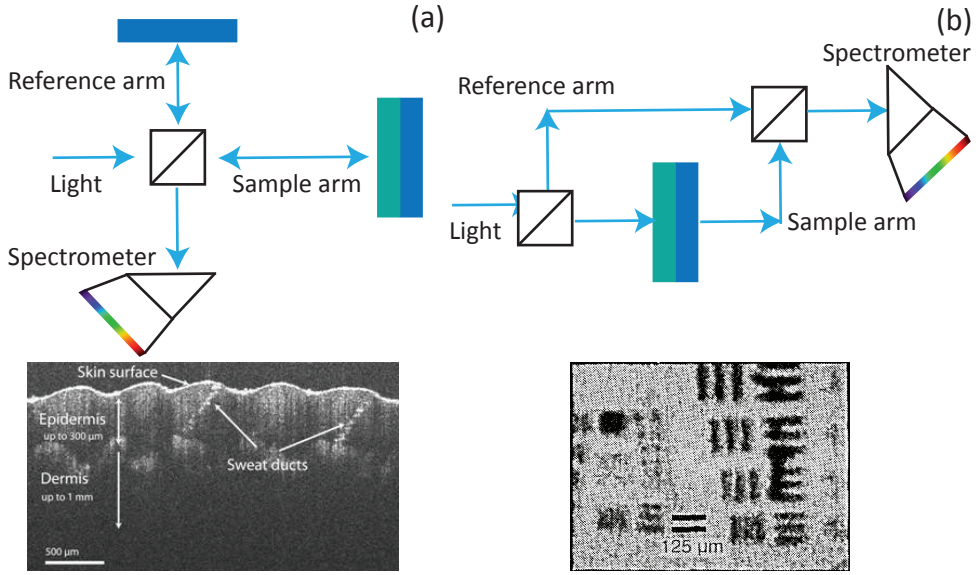 (a)
Reference arm
Light
Sample arm
Spectrometer
Skin surface
Epidermis
up to 300 µm
Sweat ducts
Dermis
up to 1 mm
500 µm
(b)
Spectrometer
Reference arm
Light
Sample arm
125 µm